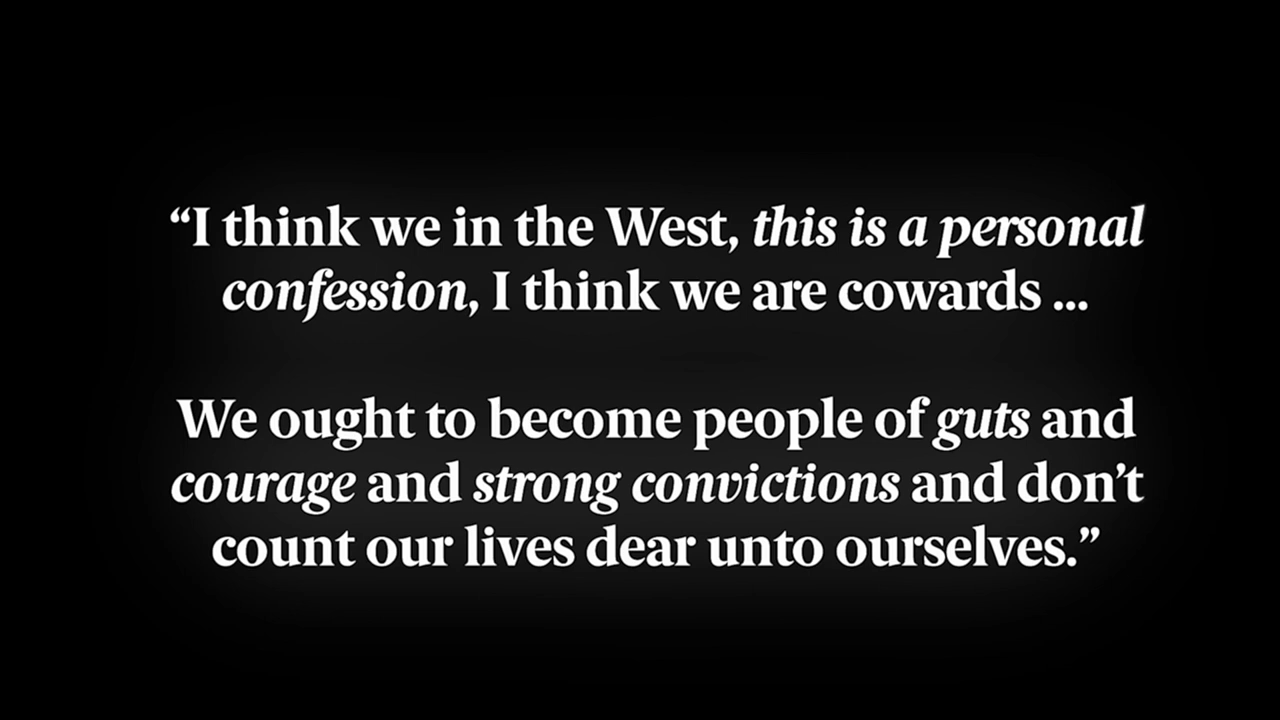 “I think we in the West, this is a personal
confession, I think we are cowards ...
We ought to become people of guts and
courage and strong convictions and don’t
count our lives dear unto ourselves.”